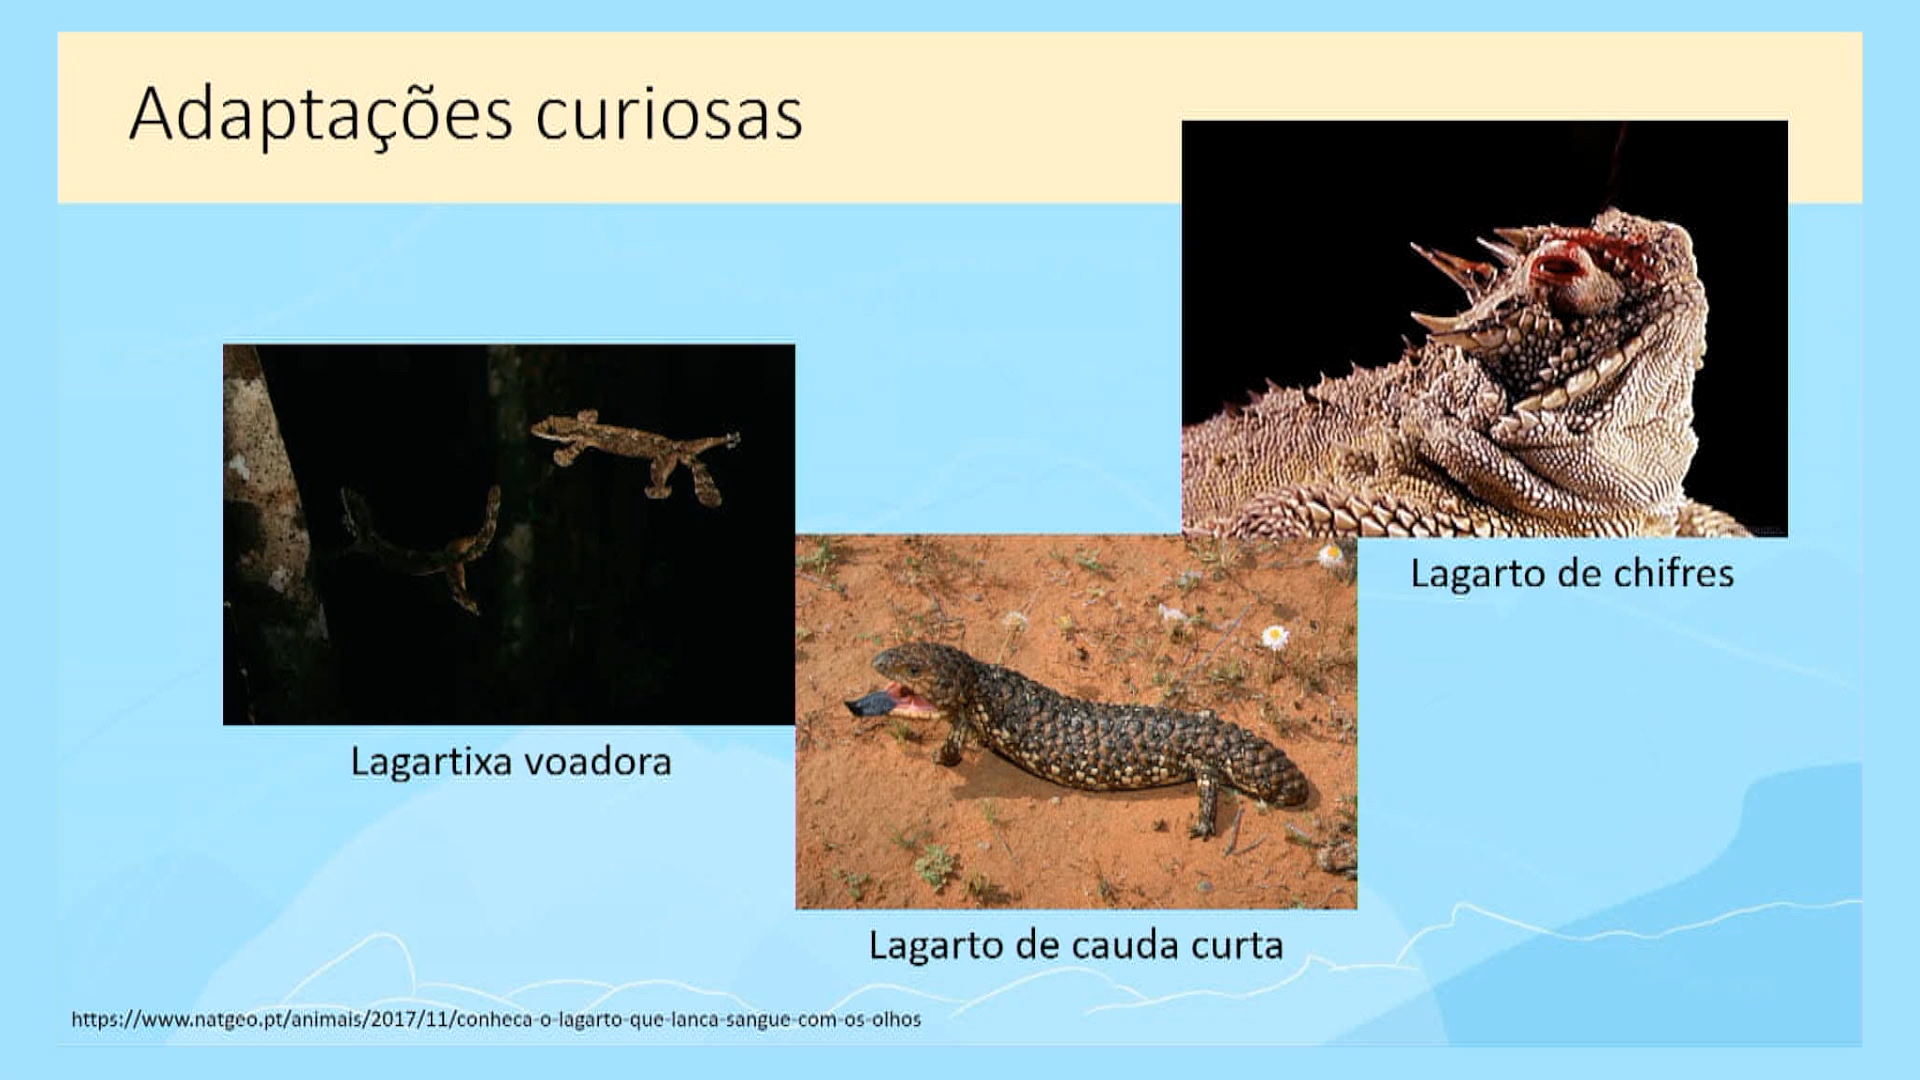 Adaptações curiosas
Lagarto de chifres
Lagartixa voadora
Lagarto de cauda curta
https://www.natgeo.pt/animais/2017/11/conheca-o-lagarto-que-lanca-sangue-com-os-olhos